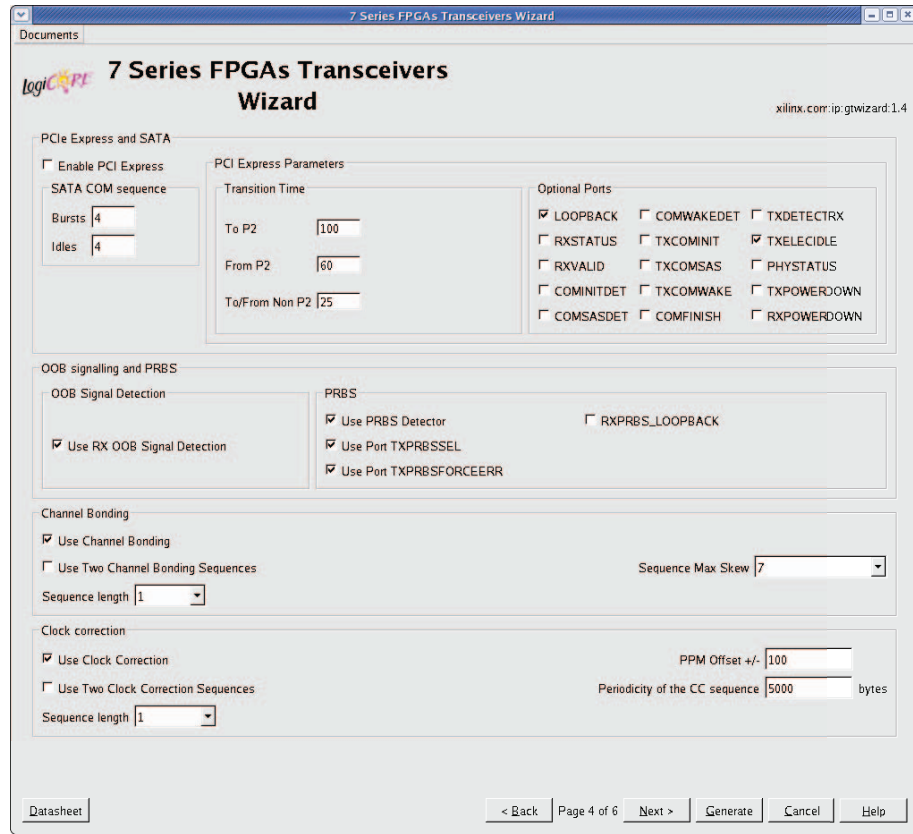 7 Series FPGAs Transceivers Wizard
Documents
logiCORE
7 Series FPGAs Transceivers
Wizard
xilinx.com:ip:gtwizard:1.4
PCIe Express and SATA
Enable PCI Express
SATA COM sequence
Bursts 4
Idles 4
PCI Express Parameters
Transition Time
To P2 100
From P2 60
To/From Non P2 25
Optional Ports
LOOPBACK COMWAKEDET TXDETECTRX
RXSTATUS TXCOMINIT TXELECIDLE
RXVALID TXCOMSAS PHYSTATUS
COMINITDET TXCOMWAKE TXPOWERDOWN
COMSASDET COMFINISH RXPOWERDOWN
OOB signalling and PRBS
OOB Signal Detection
Use RX OOB Signal Detection
PRBS
Use PRBS Detector RXPRBS_LOOPBACK
Use Port TXPRBSSEL
Use Port TXPRBSFORCEERR
Channel Bonding
Use Channel Bonding
Use Two Channel Bonding Sequences Sequence Max Skew 7
Sequence length 1
Clock correction
Use Clock Correction PPM Offset +/- 100
Use Two Clock Correction Sequences Periodicity of the CC sequence 5000 bytes
Sequence length 1
Datasheet < Back Page 4 of 6 Next > Generate Cancel Help